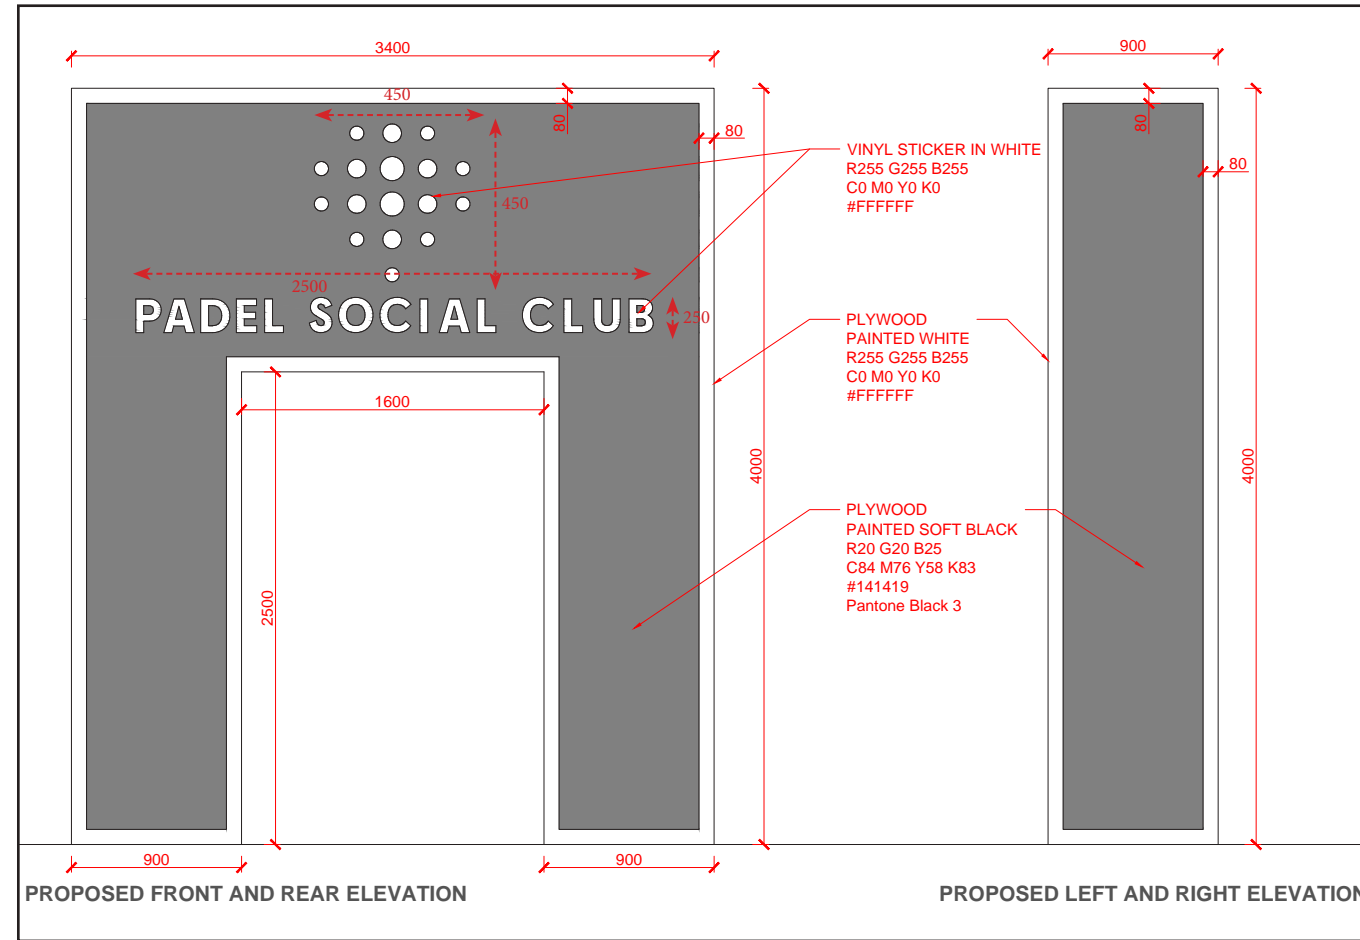 3400
900
450
80
80
80
80
450
2500
PADEL SOCIAL CLUB
250
VINYL STICKER IN WHITE
R255 G255 B255
C0 M0 Y0 K0
#FFFFFF
PLYWOOD
PAINTED WHITE
R255 G255 B255
C0 M0 Y0 K0
#FFFFFF
1600
4000
4000
PLYWOOD
PAINTED SOFT BLACK
R20 G20 B25
C84 M76 Y58 K83
#141419
Pantone Black 3
2500
900
900
PROPOSED FRONT AND REAR ELEVATION
PROPOSED LEFT AND RIGHT ELEVATION